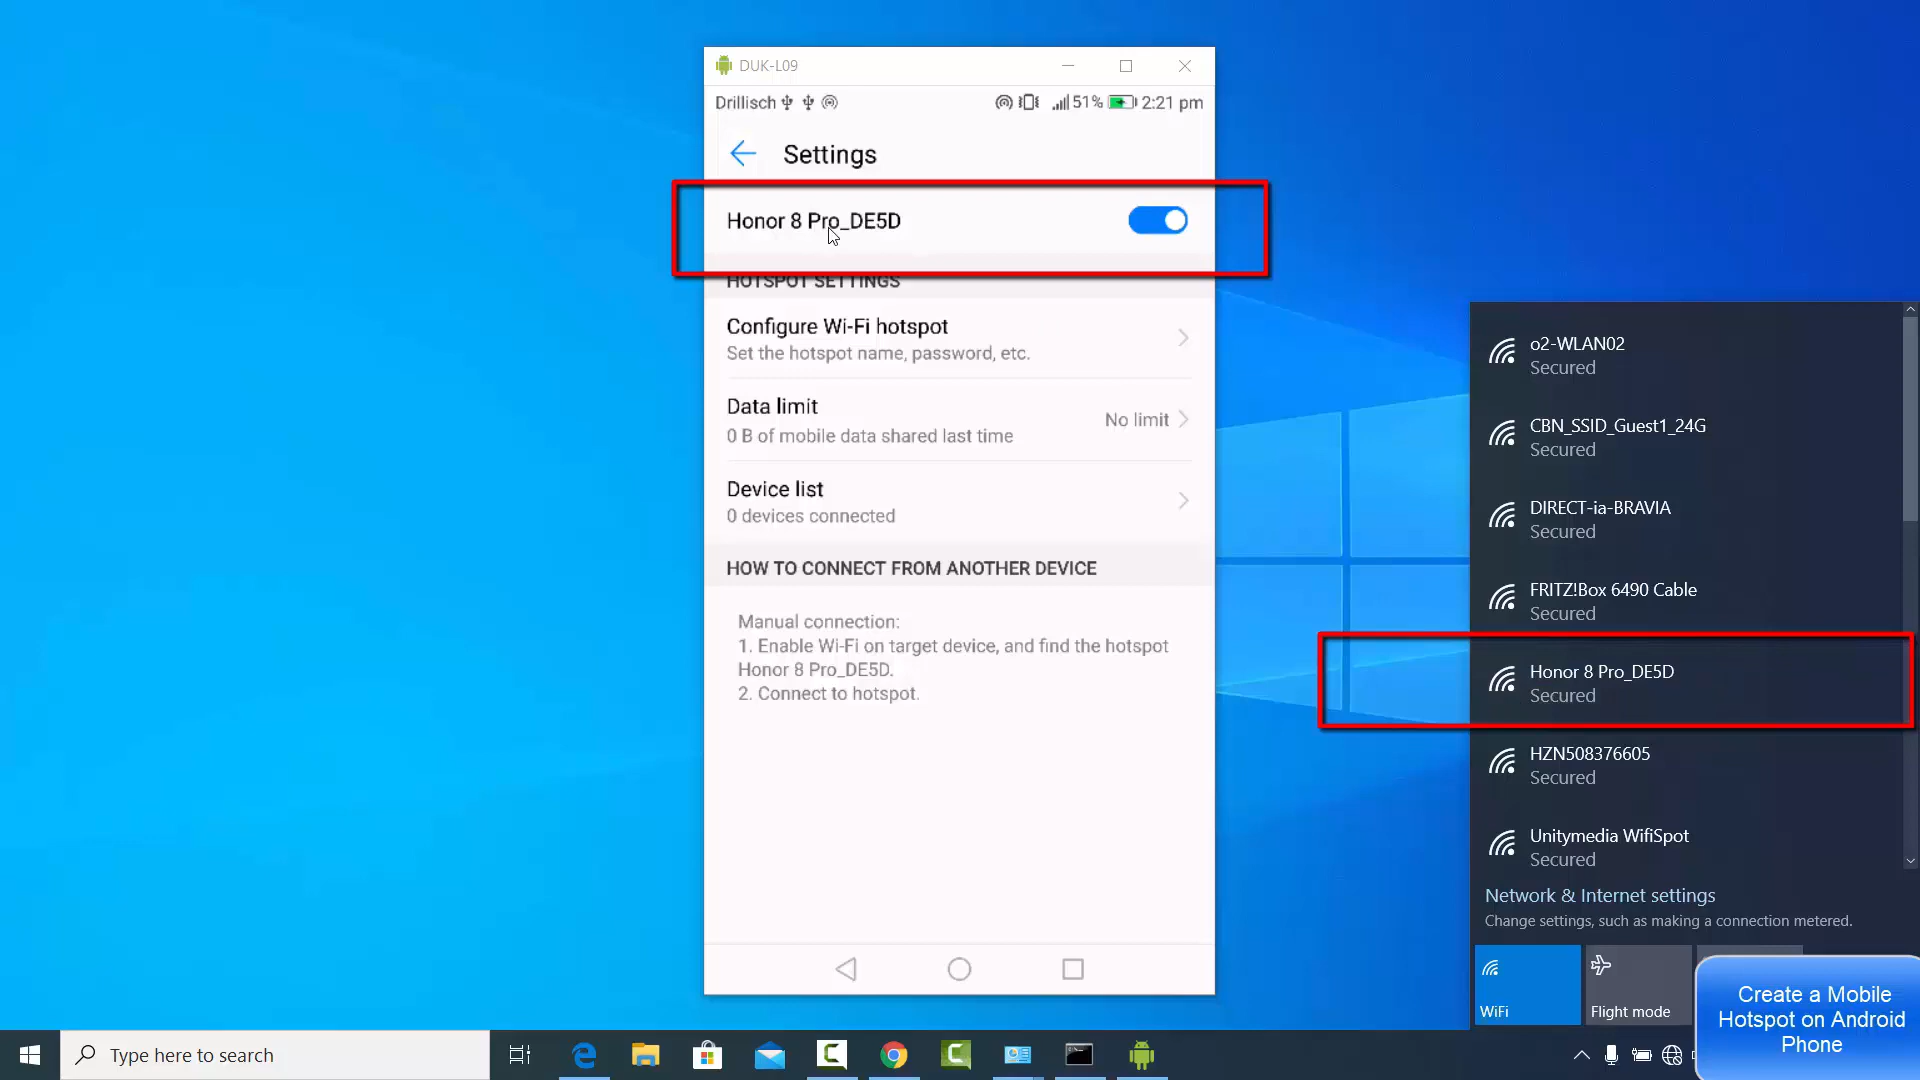 DUK-L09
Drillisch 51% 2:21 pm
Settings
Honor 8 Pro_DE5D
HOTSPOT SETTINGS
Configure Wi-Fi hotspot
Set the hotspot name, password, etc.
Data limit
0 B of mobile data shared last time
No limit
Device list
0 devices connected
HOW TO CONNECT FROM ANOTHER DEVICE
Manual connection:
1. Enable Wi-Fi on target device, and find the hotspot
Honor 8 Pro_DE5D.
2. Connect to hotspot.
o2-WLAN02
Secured
CBN_SSID_Guest1_24G
Secured
DIRECT-ia-BRAVIA
Secured
FRITZ!Box 6490 Cable
Secured
Honor 8 Pro_DE5D
Secured
HZN508376605
Secured
Unitymedia WifiSpot
Secured
Network & Internet settings
Change settings, such as making a connection metered.
WiFi
Flight mode
Create a Mobile
Hotspot on Android
Phone
Type here to search